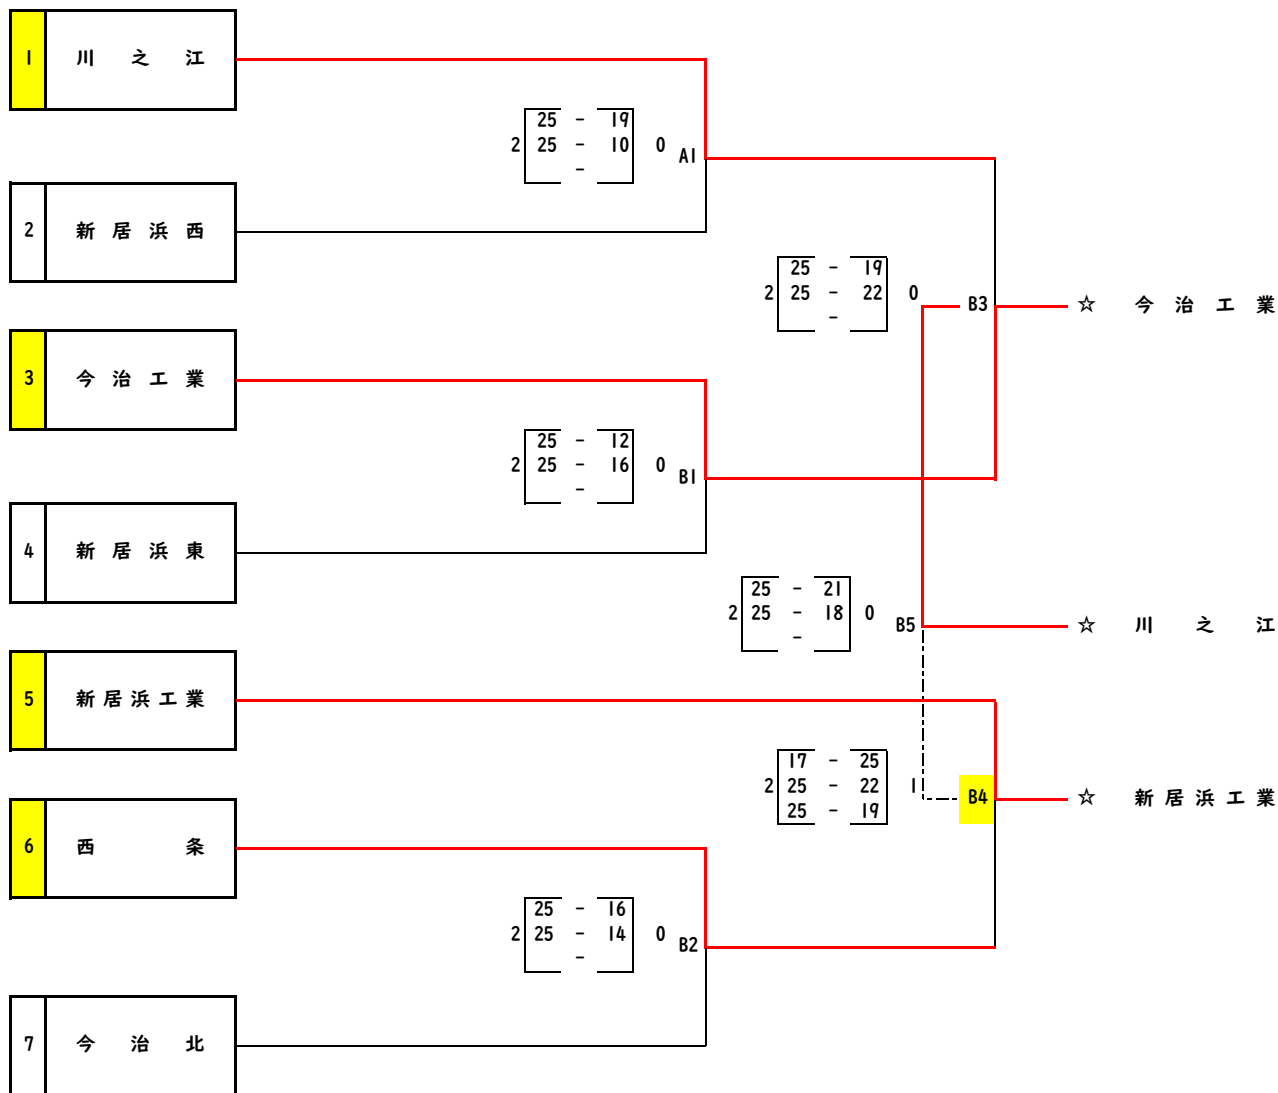 1 川之江
25 - 19
2 25 - 10 0 A1
-
2 新居浜西
25 - 19
2 25 - 22 0 B3 ☆ 今治工業
-
3 今治工業
25 - 12
2 25 - 16 0 B1
-
4 新居浜東
25 - 21
2 25 - 18 0 B5 ☆ 川之江
-
5 新居浜工業
17 - 25
2 25 - 22 1 B4 ☆ 新居浜工業
25 - 19
6 西条
25 - 16
2 25 - 14 0 B2
-
7 今治北